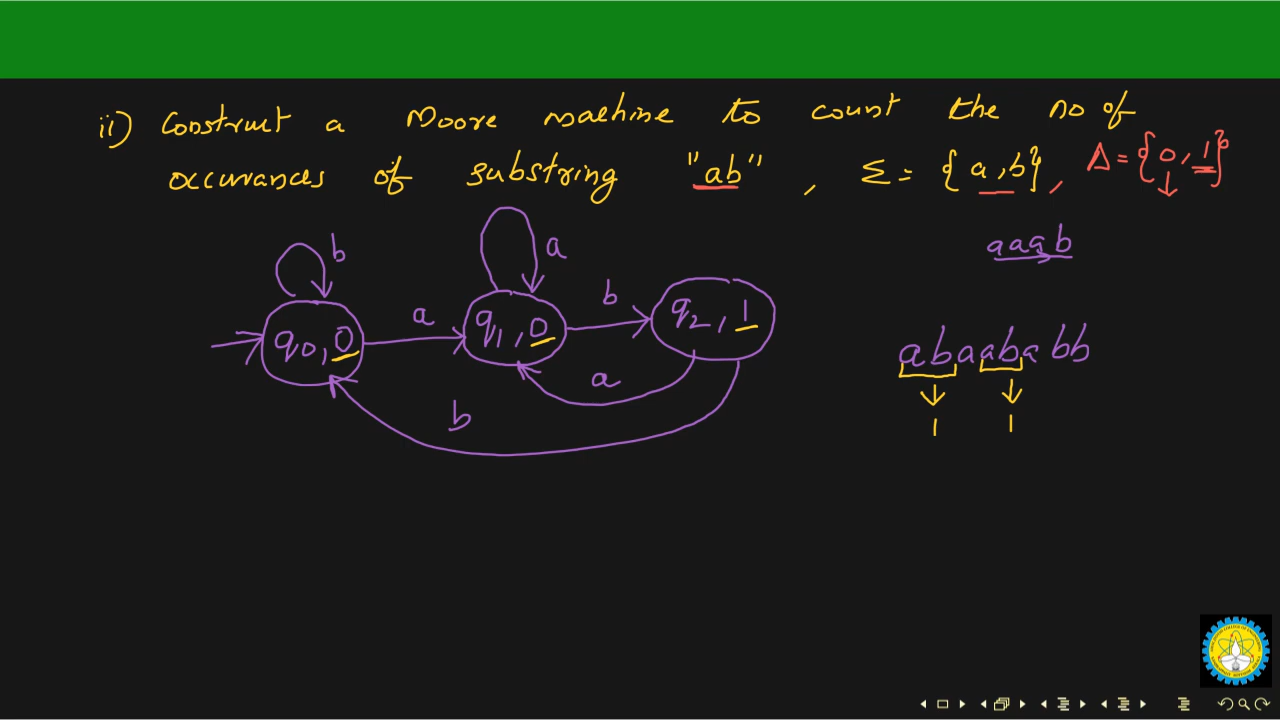 ii) Construct a Moore machine to count the no of
occurances of substring "ab" , Σ = {a,b}, Δ = {0,1}
b
a
aaab
a
b
q0,0
q1,0
q2,1
abaababb
a
b
1 1